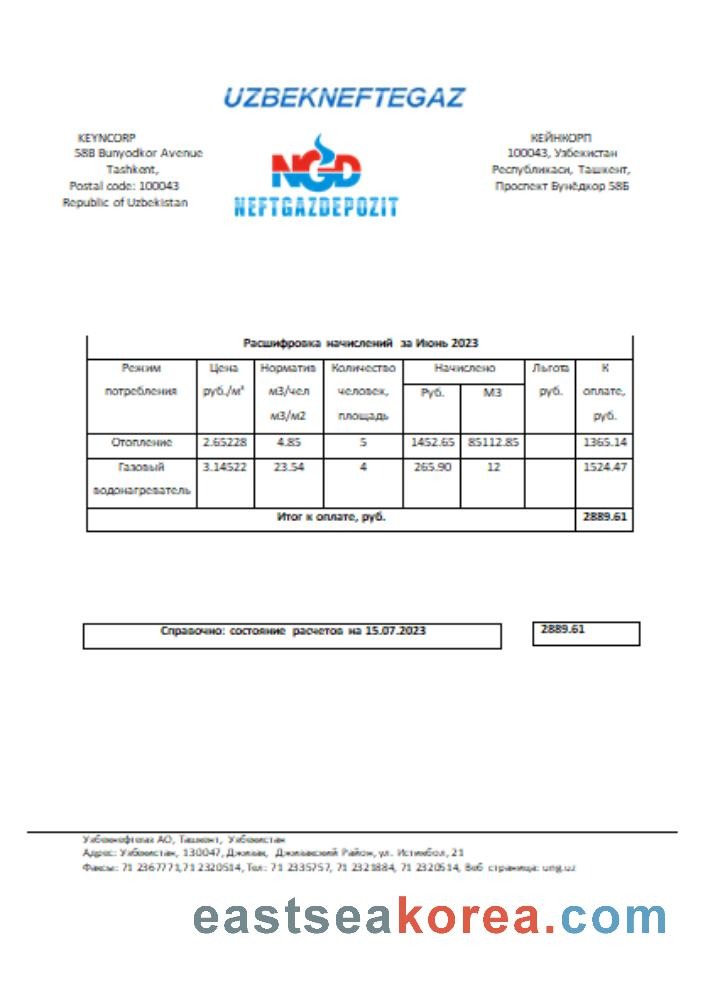 UZBEKNEFTEGAZ
KEYNCORP
58B Bunyodkor Avenue
Tashkent,
Postal code: 100043
Republic of Uzbekistan
NGD
NEFTGAZDEPOZIT
КЕЙНКОРП
100043, Узбекистан
Республикаси, Ташкент,
Проспект Бунёдкор 58Б
Расшифровка начислений за Июнь 2023
Режим потребления
Цена руб./м³
Норматив м3/чел м3/м2
Количество человек, площадь
Начислено
Руб.
М3
Льгота руб.
К оплате, руб.
Отопление 2.65228 4.85 5 1452.65 85112.85 1365.14
Газовый 3.14522 23.54 4 265.90 12 1524.47
водонагреватель
Итог к оплате, руб. 2889.61
Справочно: состояние расчетов на 15.07.2023 2889.61
Узбекнефтегаз АО, Ташкент, Узбекистан
Адрес: Узбекистан, 130047, Джизак, Джизакский Район, ул. Истикбол, 21
Факсы: 71 2367771,71 2320514, Тел: 71 2335757, 71 2321884, 71 2320514, Веб страница: ung.uz
eastseakorea.com